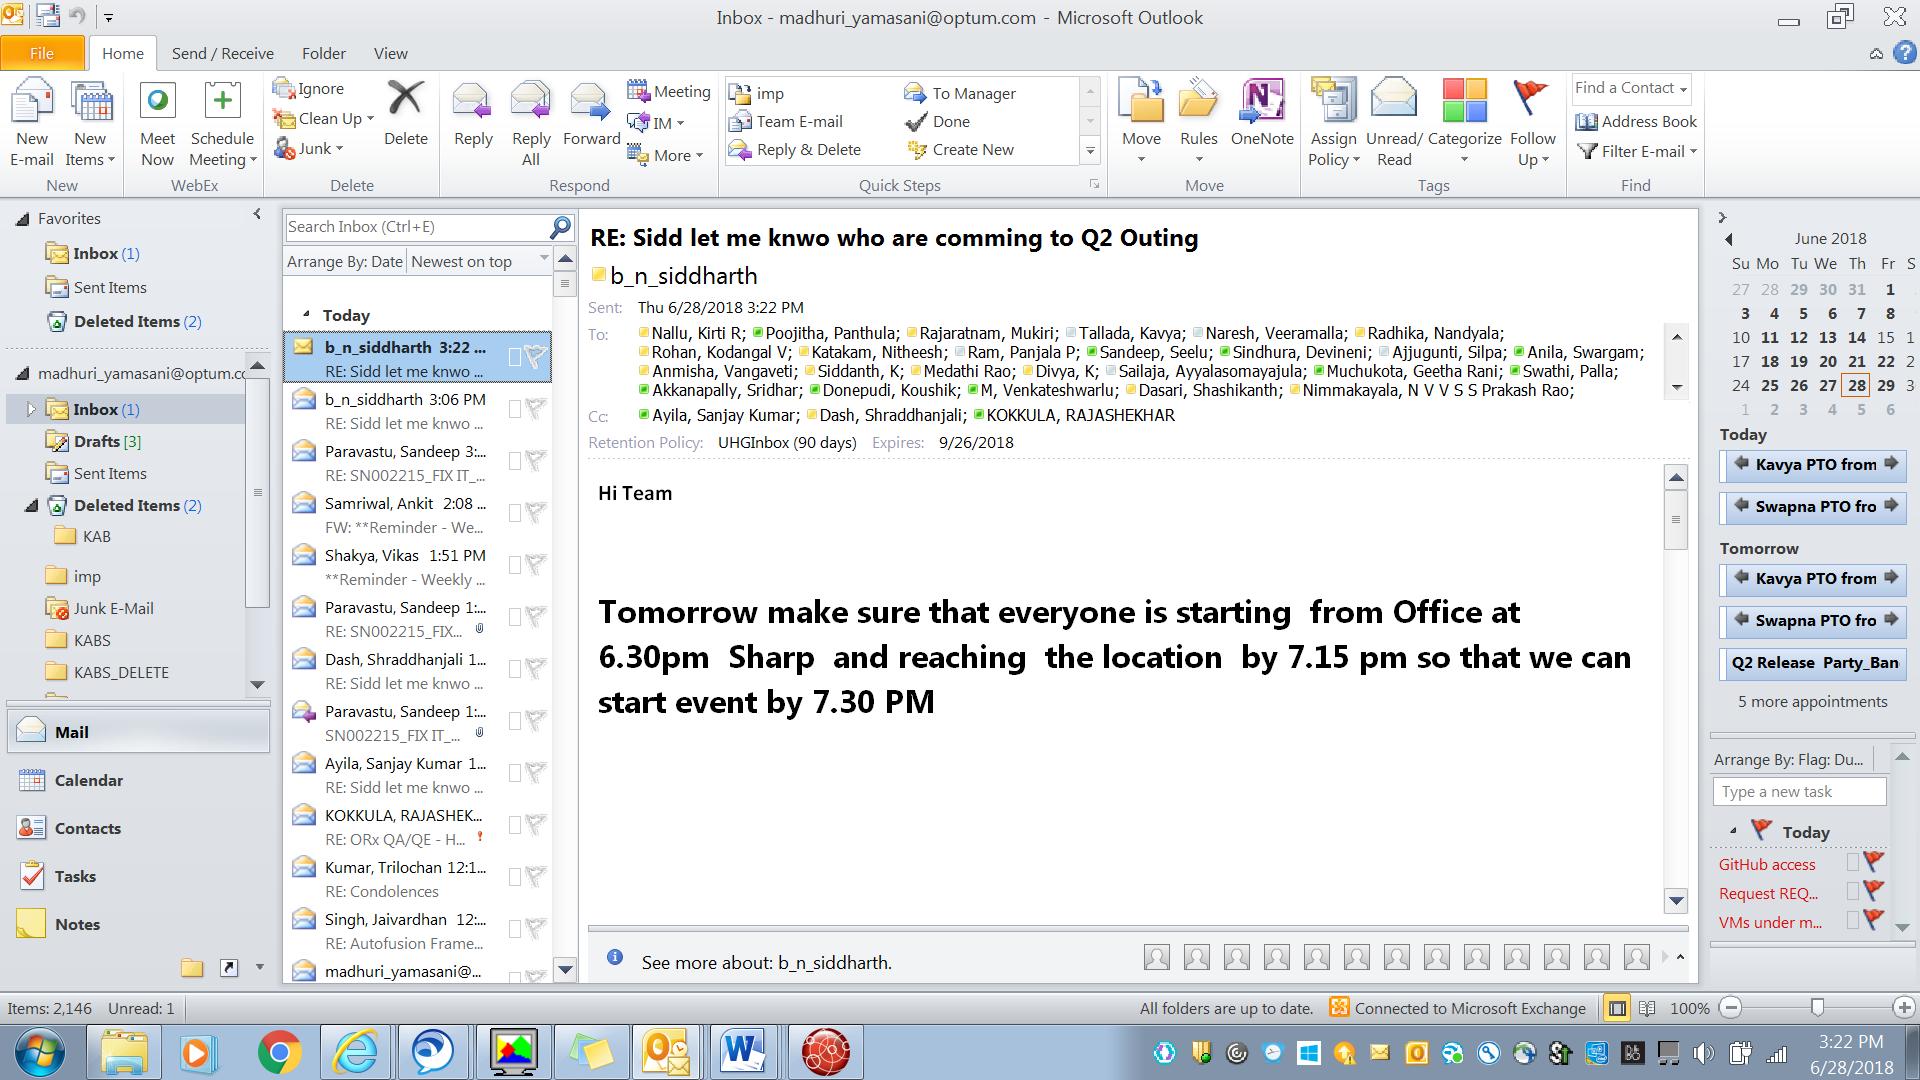 Inbox - madhuri_yamasani@optum.com - Microsoft Outlook
File Home Send / Receive Folder View
New E-mail
New Items
New
Meet Now
Schedule Meeting
WebEx
Ignore
Clean Up
Junk
Delete
Delete
Reply
Reply All
Forward
Meeting
IM
More
Respond
imp
Team E-mail
Reply & Delete
To Manager
Done
Create New
Quick Steps
Move
Rules
OneNote
Move
Assign Policy
Unread/ Read
Categorize
Follow Up
Tags
Find a Contact
Address Book
Filter E-mail
Find
Favorites
Inbox (1)
Sent Items
Deleted Items (2)
madhuri_yamasani@optum.cc
Inbox (1)
Drafts [3]
Sent Items
Deleted Items (2)
KAB
imp
Junk E-Mail
KABS
KABS_DELETE
Mail
Calendar
Contacts
Tasks
Notes
Search Inbox (Ctrl+E)
Arrange By: Date Newest on top
Today
b_n_siddharth 3:22 ...
RE: Sidd let me knwo ...
b_n_siddharth 3:06 PM
RE: Sidd let me knwo ...
Paravastu, Sandeep 3:...
RE: SN002215_FIX IT_...
Samriwal, Ankit 2:08 ...
FW: **Reminder - We...
Shakya, Vikas 1:51 PM
**Reminder - Weekly ...
Paravastu, Sandeep 1:...
RE: SN002215_FIX...
Dash, Shraddhanjali 1...
RE: Sidd let me knwo ...
Paravastu, Sandeep 1:...
SN002215_FIX IT_...
Ayila, Sanjay Kumar 1...
RE: Sidd let me knwo ...
KOKKULA, RAJASHEK...
RE: ORx QA/QE - H...
Kumar, Trilochan 12:1...
RE: Condolences
Singh, Jaivardhan 12:...
RE: Autofusion Frame...
madhuri_yamasani@...
RE: Sidd let me knwo who are comming to Q2 Outing
b_n_siddharth
Sent: Thu 6/28/2018 3:22 PM
To: Nallu, Kirti R; Poojitha, Panthula; Rajaratnam, Mukiri; Tallada, Kavya; Naresh, Veeramalla; Radhika, Nandyala;
Rohan, Kodangal V; Katakam, Nitheesh; Ram, Panjala P; Sandeep, Seelu; Sindhura, Devineni; Ajjugunti, Silpa; Anila, Swargam;
Anmisha, Vangaveti; Siddanth, K; Medathi Rao; Divya, K; Sailaja, Ayyalasomayajula; Muchukota, Geetha Rani; Swathi, Palla;
Akkanapally, Sridhar; Donepudi, Koushik; M, Venkateshwarlu; Dasari, Shashikanth; Nimmakayala, N V V S S Prakash Rao;
Cc: Ayila, Sanjay Kumar; Dash, Shraddhanjali; KOKKULA, RAJASHEKHAR
Retention Policy: UHGInbox (90 days) Expires: 9/26/2018
Hi Team
Tomorrow make sure that everyone is starting from Office at
6.30pm Sharp and reaching the location by 7.15 pm so that we can
start event by 7.30 PM
See more about: b_n_siddharth.
June 2018
Su Mo Tu We Th Fr S
27 28 29 30 31 1
3 4 5 6 7 8
10 11 12 13 14 15 1
17 18 19 20 21 22 2
24 25 26 27 28 29 3
1 2 3 4 5 6
Today
Kavya PTO from
Swapna PTO fro
Tomorrow
Kavya PTO from
Swapna PTO fro
Q2 Release Party_Ban
5 more appointments
Arrange By: Flag: Du...
Type a new task
Today
GitHub access
Request REQ...
VMs under m...
Items: 2,146 Unread: 1
All folders are up to date. Connected to Microsoft Exchange 100%
3:22 PM
6/28/2018